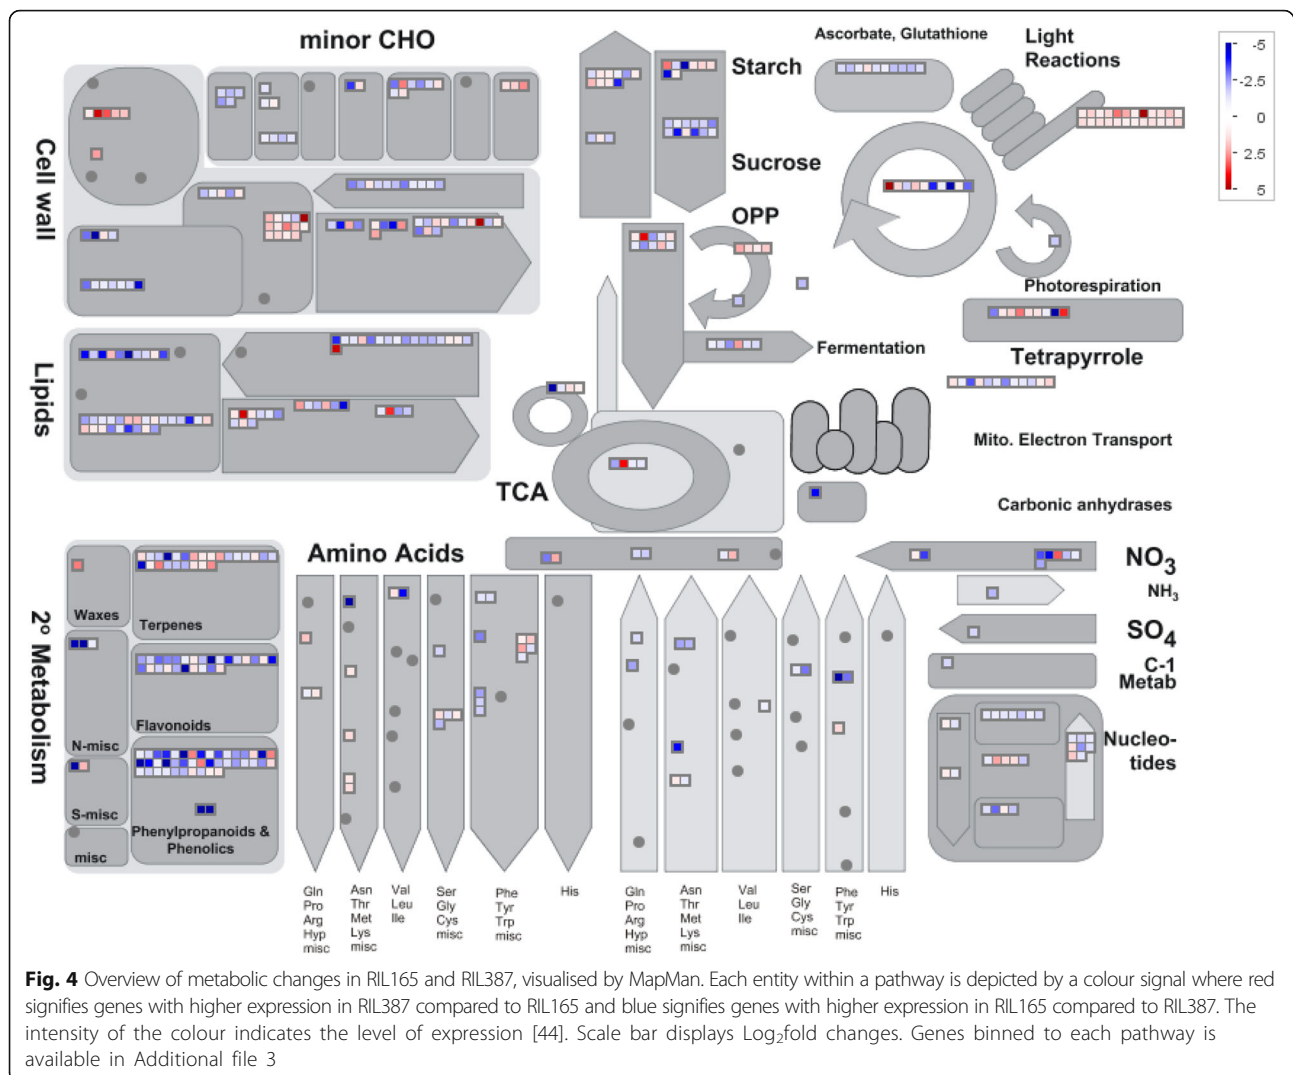 minor CHO
Ascorbate, Glutathione
Light
Reactions
-5
-2.5
0
2.5
5
Starch
Sucrose
OPP
Cell wall
Photorespiration
Fermentation
Tetrapyrrole
Lipids
Mito. Electron Transport
TCA
Carbonic anhydrases
Amino Acids
NO3
NH3
SO4
C-1
Metab
Nucleo-
tides
2º Metabolism
Waxes
Terpenes
N-misc
Flavonoids
S-misc
misc
Phenylpropanoids &
Phenolics
Gln
Pro
Arg
Hyp
misc
Asn
Thr
Met
Lys
misc
Val
Leu
Ile
Ser
Gly
Cys
misc
Phe
Tyr
Trp
misc
His
Gln
Pro
Arg
Hyp
misc
Asn
Thr
Met
Lys
misc
Val
Leu
Ile
Ser
Gly
Cys
misc
Phe
Tyr
Trp
misc
His
Fig. 4 Overview of metabolic changes in RIL165 and RIL387, visualised by MapMan. Each entity within a pathway is depicted by a colour signal where red
signifies genes with higher expression in RIL387 compared to RIL165 and blue signifies genes with higher expression in RIL165 compared to RIL387. The
intensity of the colour indicates the level of expression [44]. Scale bar displays Log2fold changes. Genes binned to each pathway is
available in Additional file 3